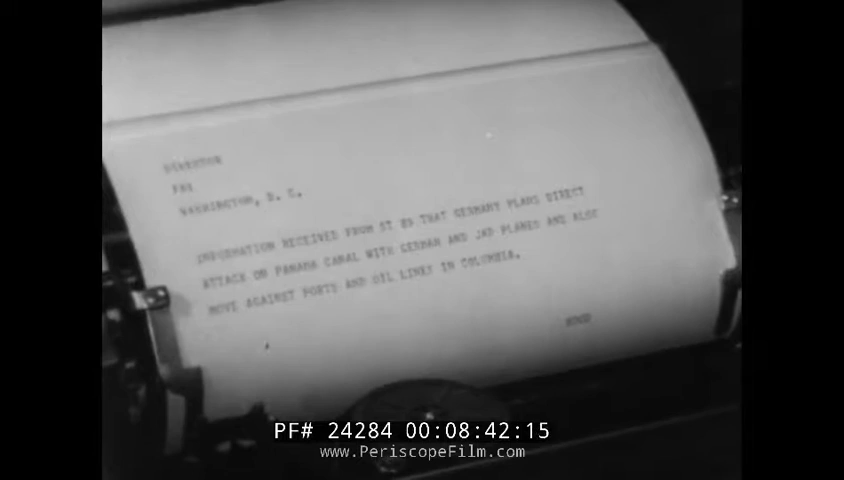 DIRECTOR
FBI
WASHINGTON, D. C.
INFORMATION RECEIVED FROM ST 25 THAT GERMANY PLANS DIRECT
ATTACK ON PANAMA CANAL WITH GERMAN AND JAP PLANES AND ALSO
MOVE AGAINST PORTS AND OIL LINES IN COLOMBIA.
PF# 24284 00:08:42:15
www.PeriscopeFilm.com